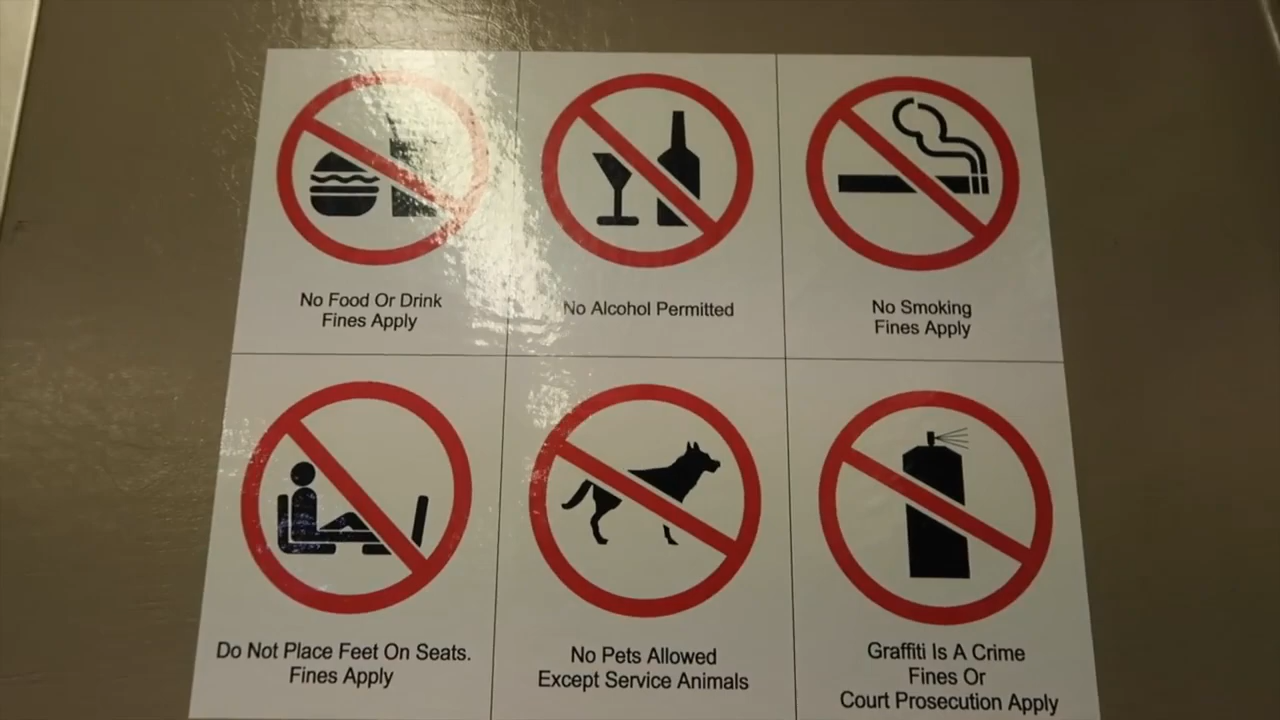 No Food Or Drink
Fines Apply
No Alcohol Permitted
No Smoking
Fines Apply
Do Not Place Feet On Seats.
Fines Apply
No Pets Allowed
Except Service Animals
Graffiti Is A Crime
Fines Or
Court Prosecution Apply